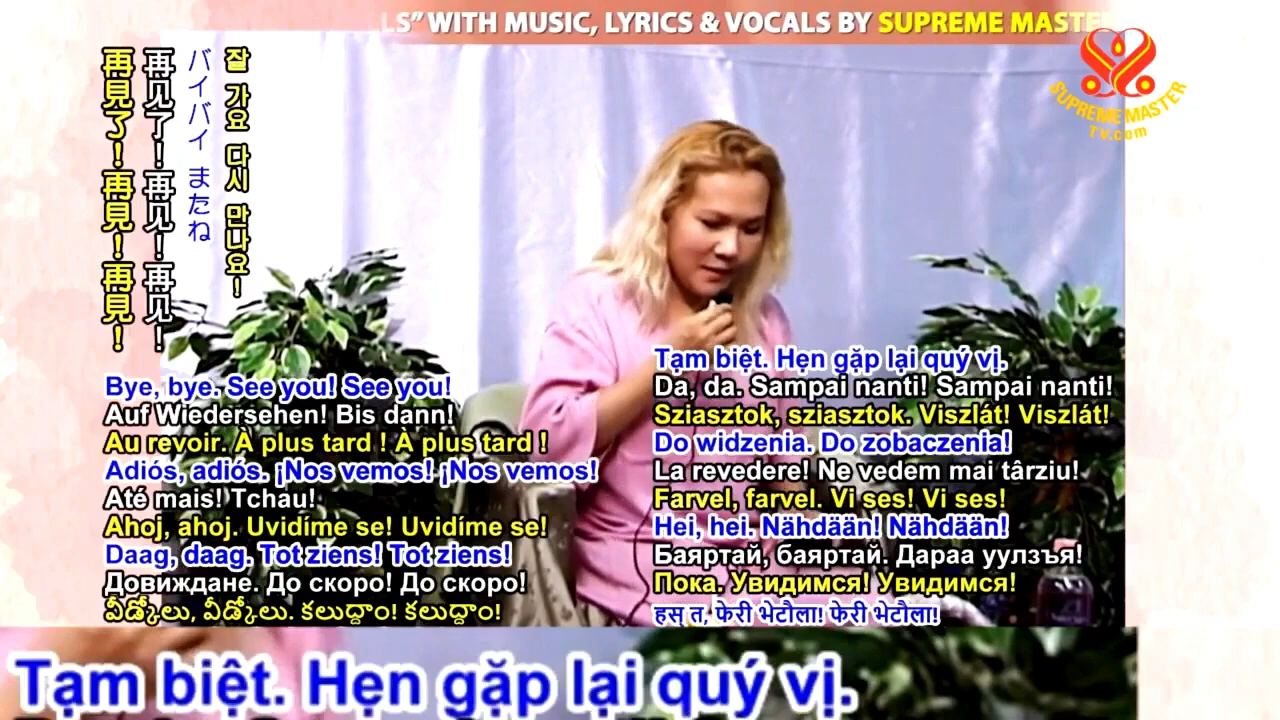 LS” WITH MUSIC, LYRICS & VOCALS BY SUPREME MASTE
SUPREME MASTER
TV.com
再見了！再見！再見！
再见了！再见！再见！
バイバイ またね
잘 가요 다시 만나요!
Bye, bye. See you! See you!
Auf Wiedersehen! Bis dann!
Au revoir. À plus tard ! À plus tard !
Adiós, adiós. ¡Nos vemos! ¡Nos vemos!
Até mais! Tchau!
Ahoj, ahoj. Uvidíme se! Uvidíme se!
Daag, daag. Tot ziens! Tot ziens!
Довиждане. До скоро! До скоро!
వీడ్కోలు, వీడ్కోలు. కలుద్దాం! కలుద్దాం!
Tạm biệt. Hẹn gặp lại quý vị.
Da, da. Sampai nanti! Sampai nanti!
Sziasztok, sziasztok. Viszlát! Viszlát!
Do widzenia. Do zobaczenia!
La revedere! Ne vedem mai târziu!
Farvel, farvel. Vi ses! Vi ses!
Hei, hei. Nähdään! Nähdään!
Баяртай, баяртай. Дараа уулзъя!
Пока. Увидимся! Увидимся!
हस् त, फेरी भेटौला! फेरी भेटौला!
Tạm biệt. Hẹn gặp lại quý vị.